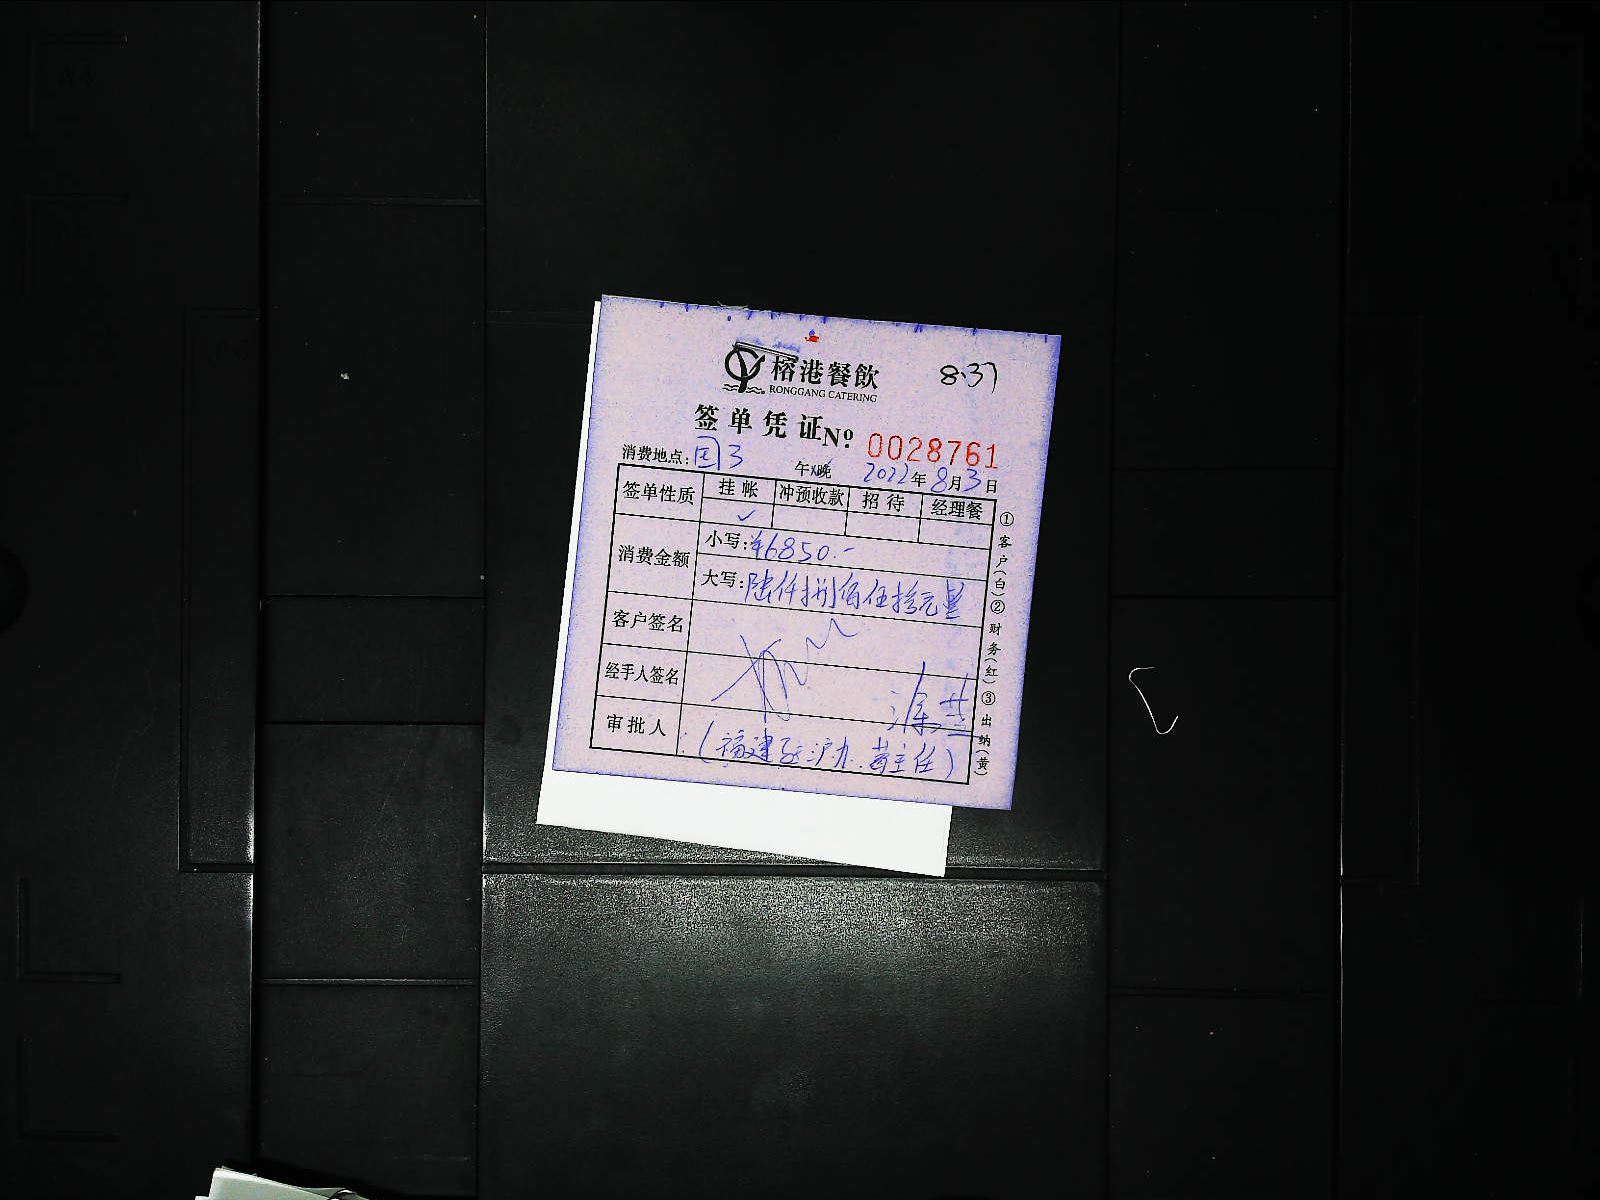 榕港餐飲
RONGGANG CATERING
8·37
签单凭证 No. 0028761
消费地点: 国3 午/晚 2022年8月3日
签单性质 挂帐 冲预收款 招待 经理餐
✓
消费金额 小写: ¥6850.-
大写: 陆仟捌佰伍拾元
客户签名
经手人签名 涂
审批人 (福建驻沪办.黄主任)
①客户(白)②财务(红)③出纳(黄)